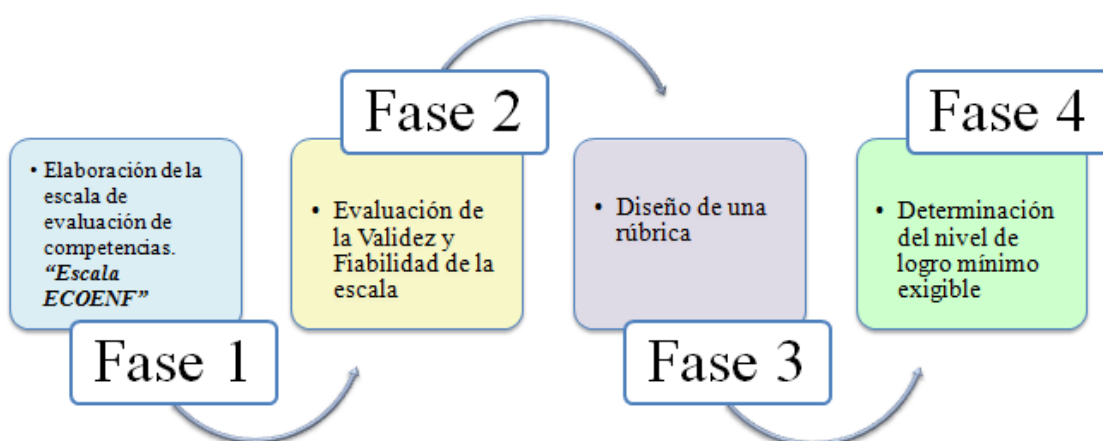 • Elaboración de la
escala de
evaluación de
competencias.
“Escala
ECOENF”
Fase 1
Fase 2
• Evaluación de
la Validez y
Fiabilidad de la
escala
• Diseño de una
rúbrica
Fase 3
Fase 4
• Determinación
del nivel de
logro mínimo
exigible